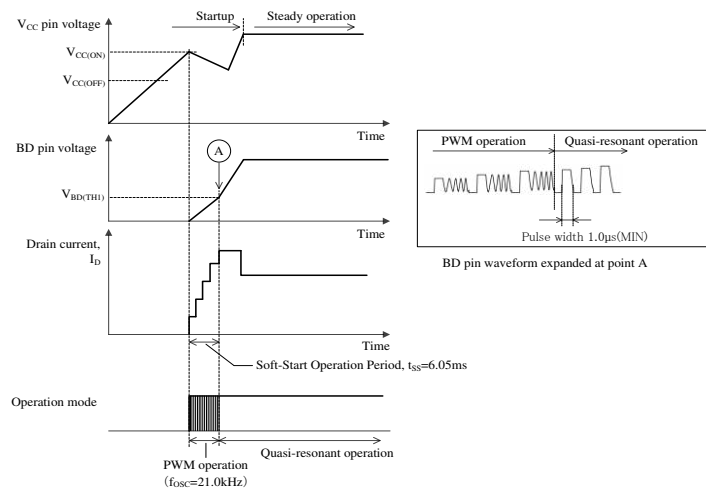 V_CC pin voltage
Startup
Steady operation
V_CC(ON)
V_CC(OFF)
Time
BD pin voltage
A
V_BD(TH1)
Time
Drain current,
I_D
Time
Soft-Start Operation Period, t_SS=6.05ms
Operation mode
Quasi-resonant operation
PWM operation
(f_OSC=21.0kHz)
PWM operation
Quasi-resonant operation
Pulse width 1.0μs(MIN)
BD pin waveform expanded at point A